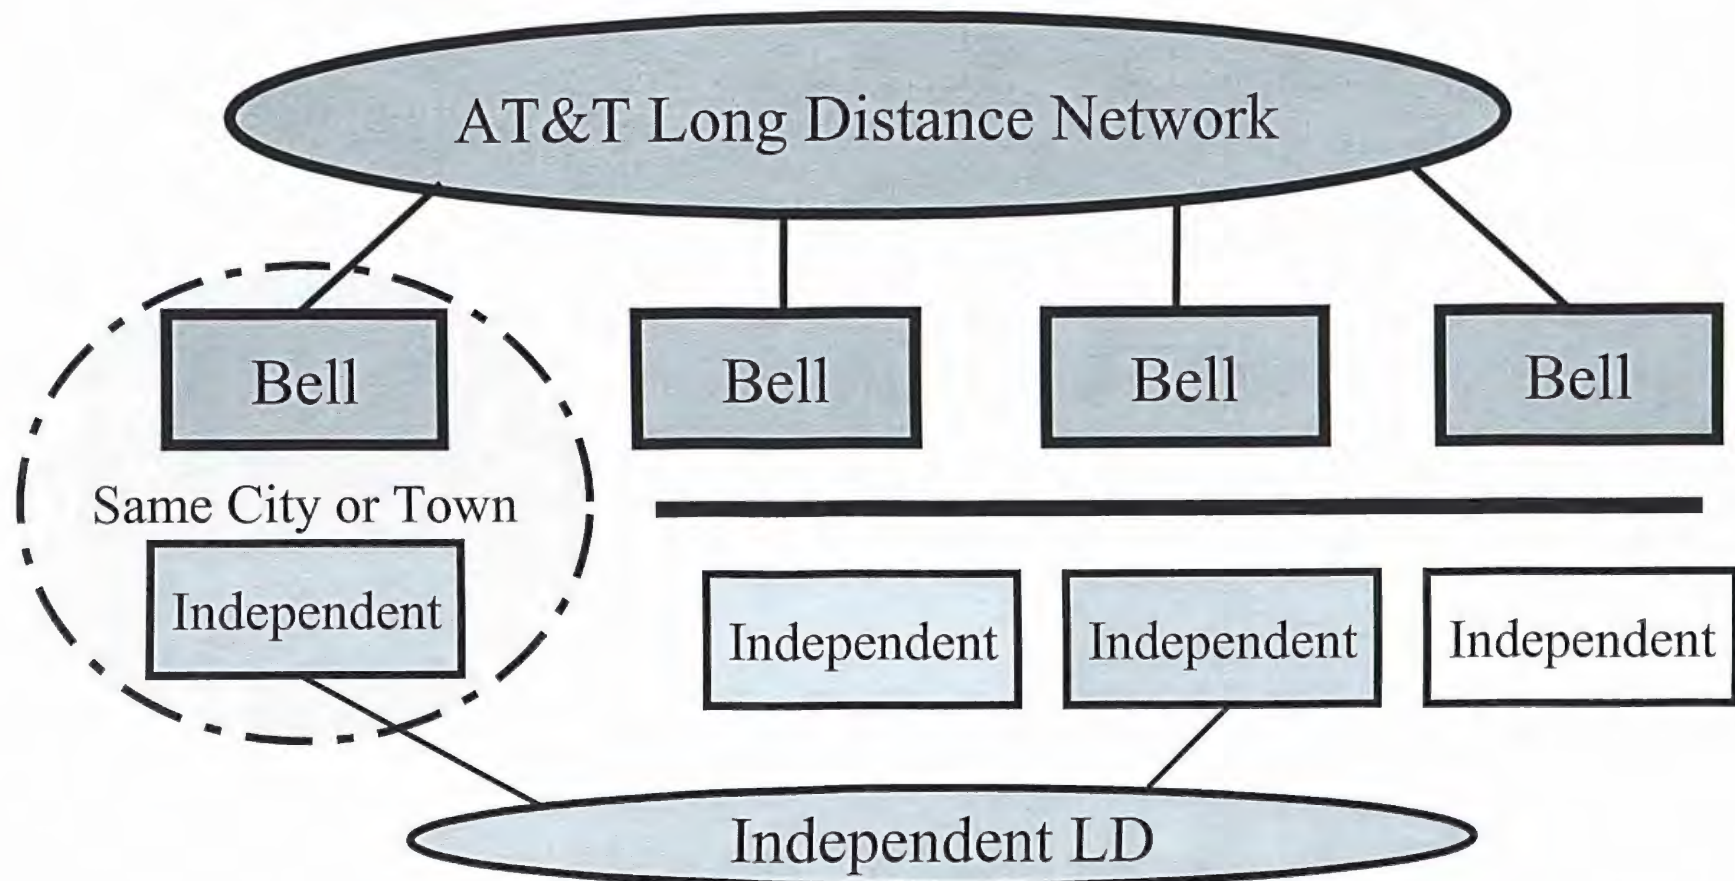 AT&T Long Distance Network
Bell
Bell
Bell
Bell
Same City or Town
Independent
Independent
Independent
Independent
Independent LD